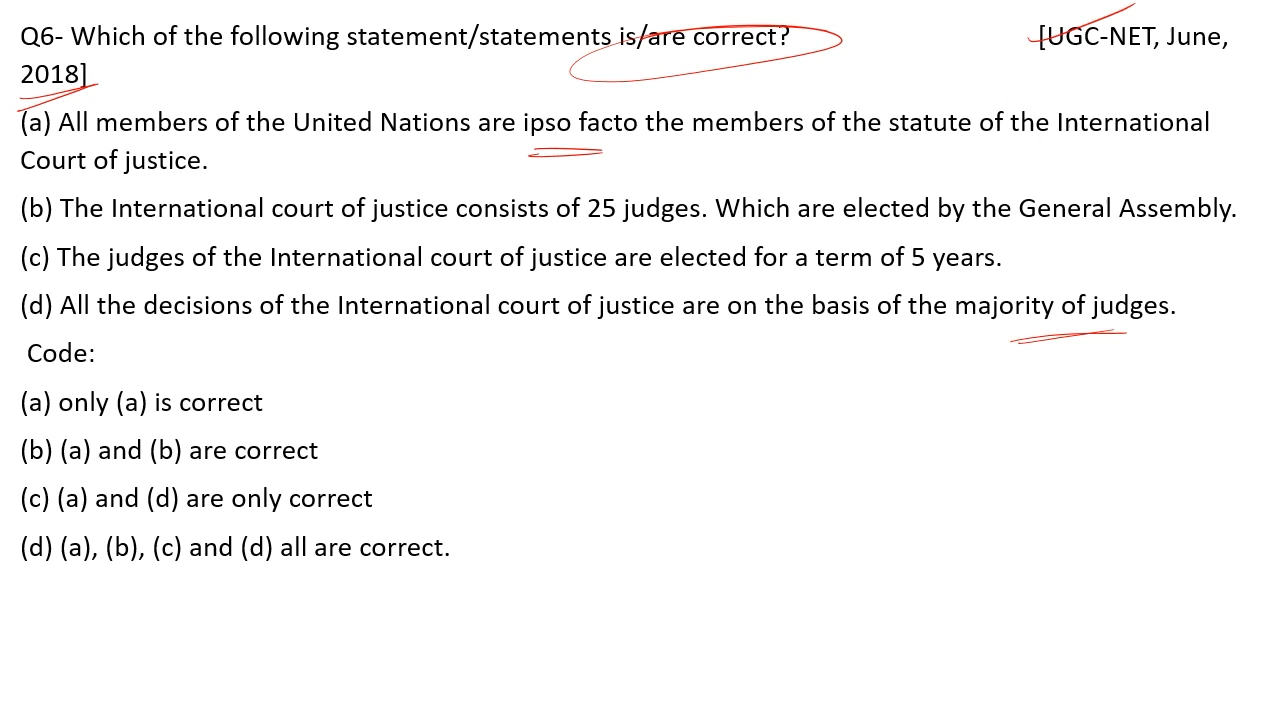 Q6- Which of the following statement/statements is/are correct? [UGC-NET, June,
2018]
(a) All members of the United Nations are ipso facto the members of the statute of the International
Court of justice.
(b) The International court of justice consists of 25 judges. Which are elected by the General Assembly.
(c) The judges of the International court of justice are elected for a term of 5 years.
(d) All the decisions of the International court of justice are on the basis of the majority of judges.
Code:
(a) only (a) is correct
(b) (a) and (b) are correct
(c) (a) and (d) are only correct
(d) (a), (b), (c) and (d) all are correct.